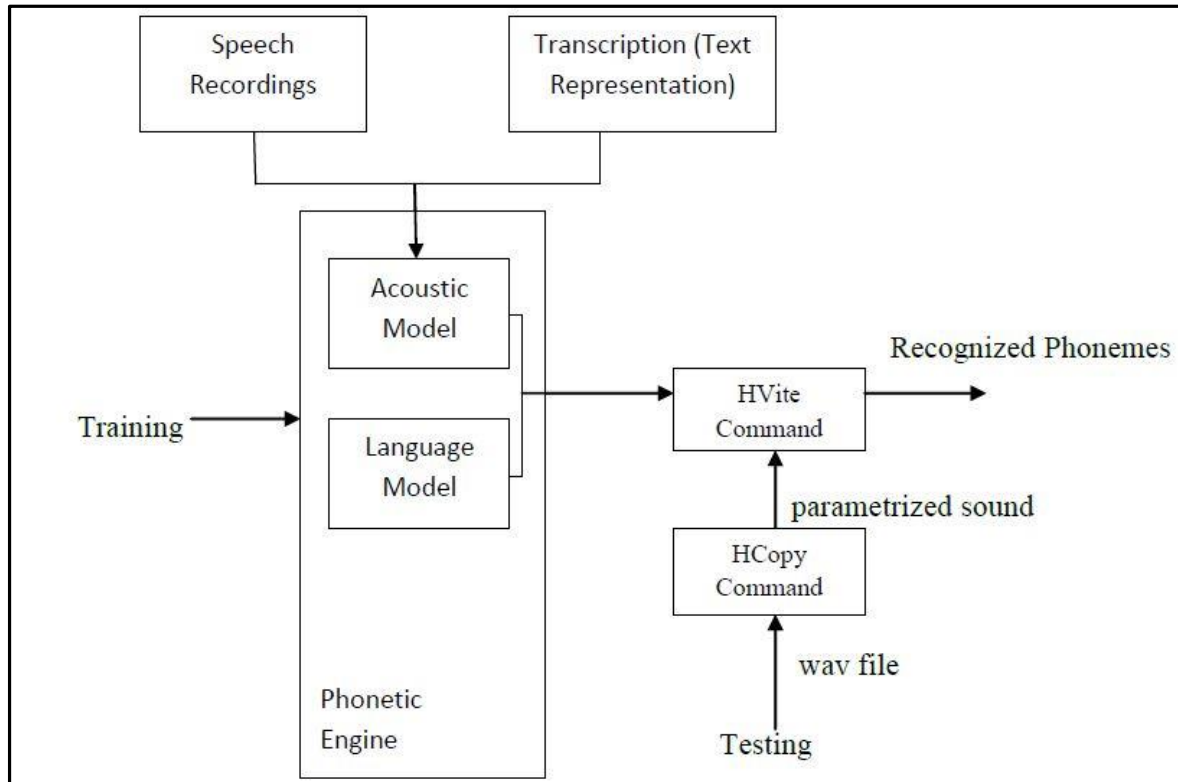 Speech
Recordings
Transcription (Text
Representation)
Acoustic
Model
Recognized Phonemes
HVite
Command
Training
Language
Model
parametrized sound
HCopy
Command
wav file
Phonetic
Engine
Testing